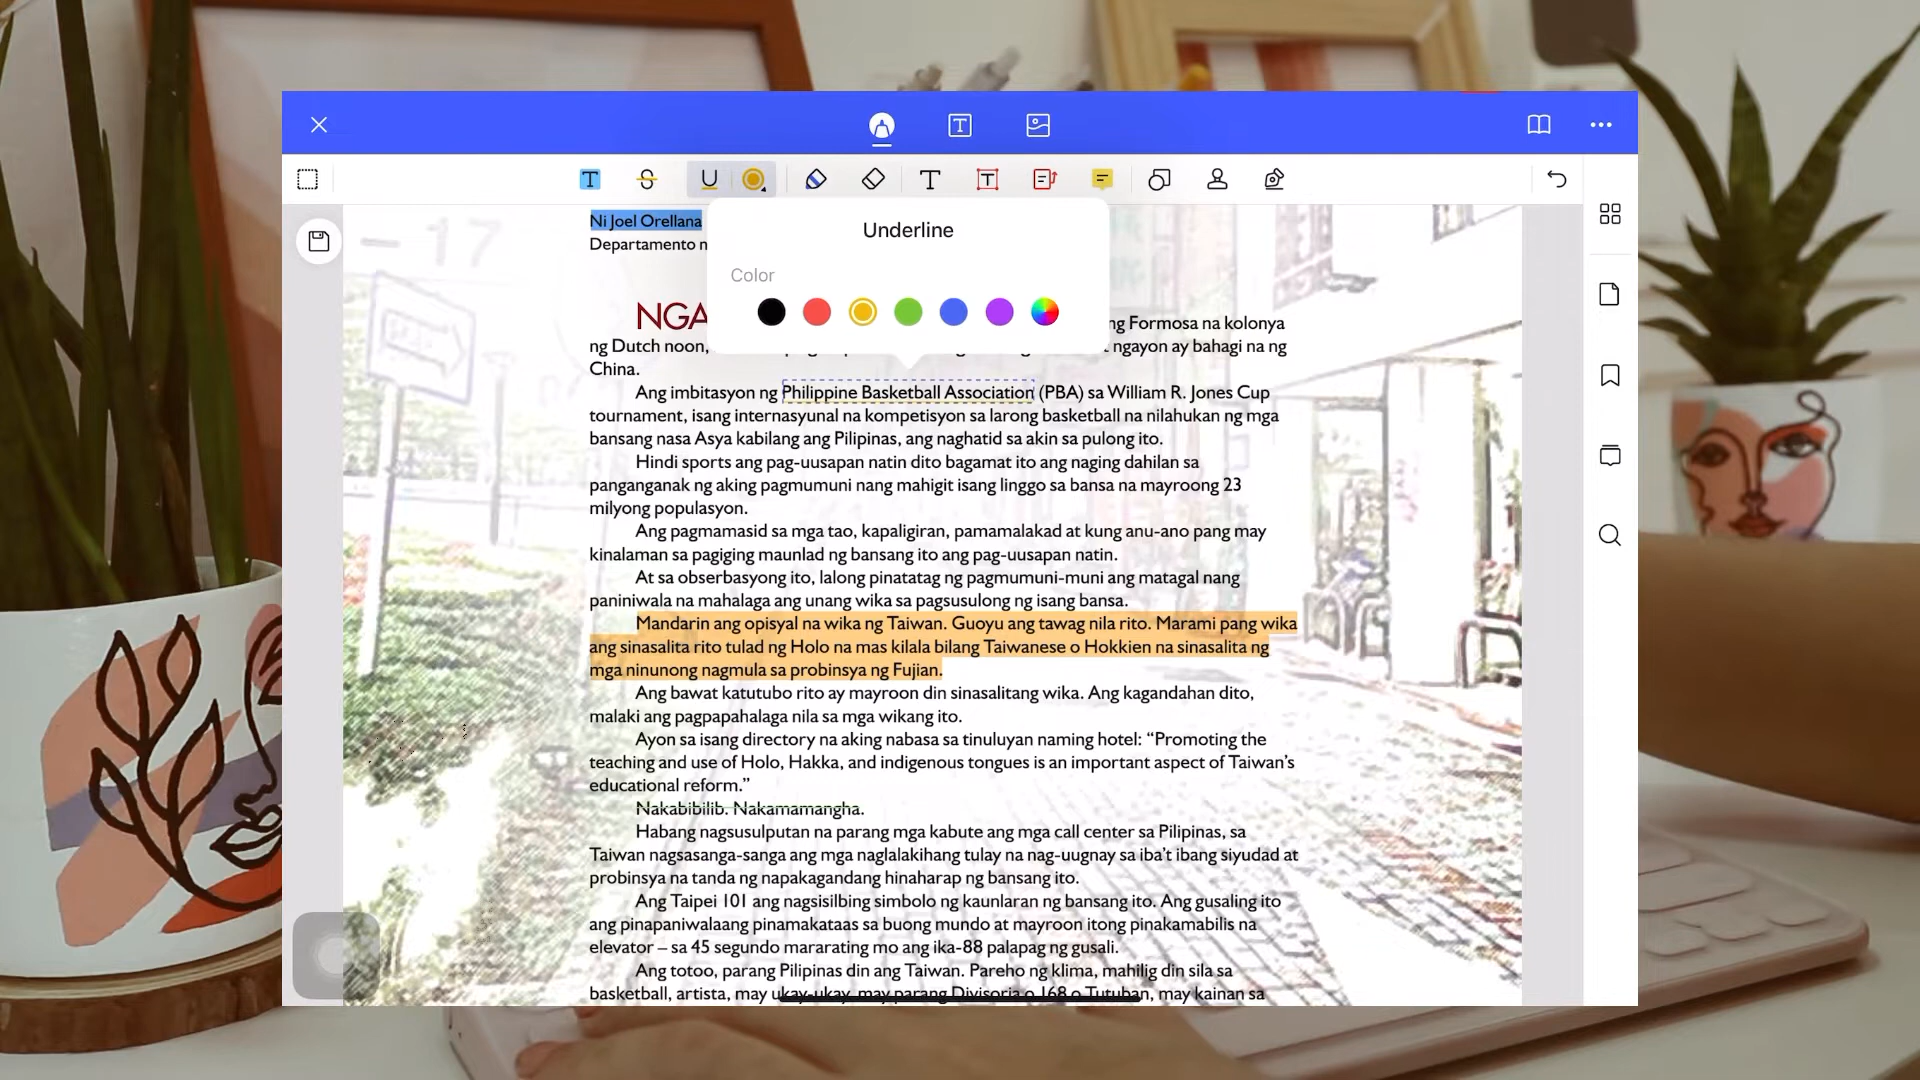 – 17
Ni Joel Orellana
Departamento n
Underline
Color
NGA
ng Formosa na kolonya
ng Dutch noon,
ngayon ay bahagi na ng
China.
Ang imbitasyon ng Philippine Basketball Association (PBA) sa William R. Jones Cup
tournament, isang internasyunal na kompetisyon sa larong basketball na nilahukan ng mga
bansang nasa Asya kabilang ang Pilipinas, ang naghatid sa akin sa pulong ito.
Hindi sports ang pag-uusapan natin dito bagamat ito ang naging dahilan sa
panganganak ng aking pagmumuni nang mahigit isang linggo sa bansa na mayroong 23
milyong populasyon.
Ang pagmamasid sa mga tao, kapaligiran, pamamalakad at kung anu-ano pang may
kinalaman sa pagiging maunlad ng bansang ito ang pag-uusapan natin.
At sa obserbasyong ito, lalong pinatatag ng pagmumuni-muni ang matagal nang
paniniwala na mahalaga ang unang wika sa pagsusulong ng isang bansa.
Mandarin ang opisyal na wika ng Taiwan. Guoyu ang tawag nila rito. Marami pang wika
ang sinasalita rito tulad ng Holo na mas kilala bilang Taiwanese o Hokkien na sinasalita ng
mga ninunong nagmula sa probinsya ng Fujian.
Ang bawat katutubo rito ay mayroon din sinasalitang wika. Ang kagandahan dito,
malaki ang pagpapahalaga nila sa mga wikang ito.
Ayon sa isang directory na aking nabasa sa tinuluyan naming hotel: “Promoting the
teaching and use of Holo, Hakka, and indigenous tongues is an important aspect of Taiwan’s
educational reform.”
Nakabibilib. Nakamamangha.
Habang nagsusulputan na parang mga kabute ang mga call center sa Pilipinas, sa
Taiwan nagsasanga-sanga ang mga naglalakihang tulay na nag-uugnay sa iba’t ibang siyudad at
probinsya na tanda ng napakagandang hinaharap ng bansang ito.
Ang Taipei 101 ang nagsisilbing simbolo ng kaunlaran ng bansang ito. Ang gusaling ito
ang pinapaniwalaang pinamakataas sa buong mundo at mayroon itong pinakamabilis na
elevator – sa 45 segundo mararating mo ang ika-88 palapag ng gusali.
Ang totoo, parang Pilipinas din ang Taiwan. Pareho ng klima, mahilig din sila sa
basketball, artista, may ukay-ukay, may parang Divisoria o 168 o Tutuban, may kainan sa